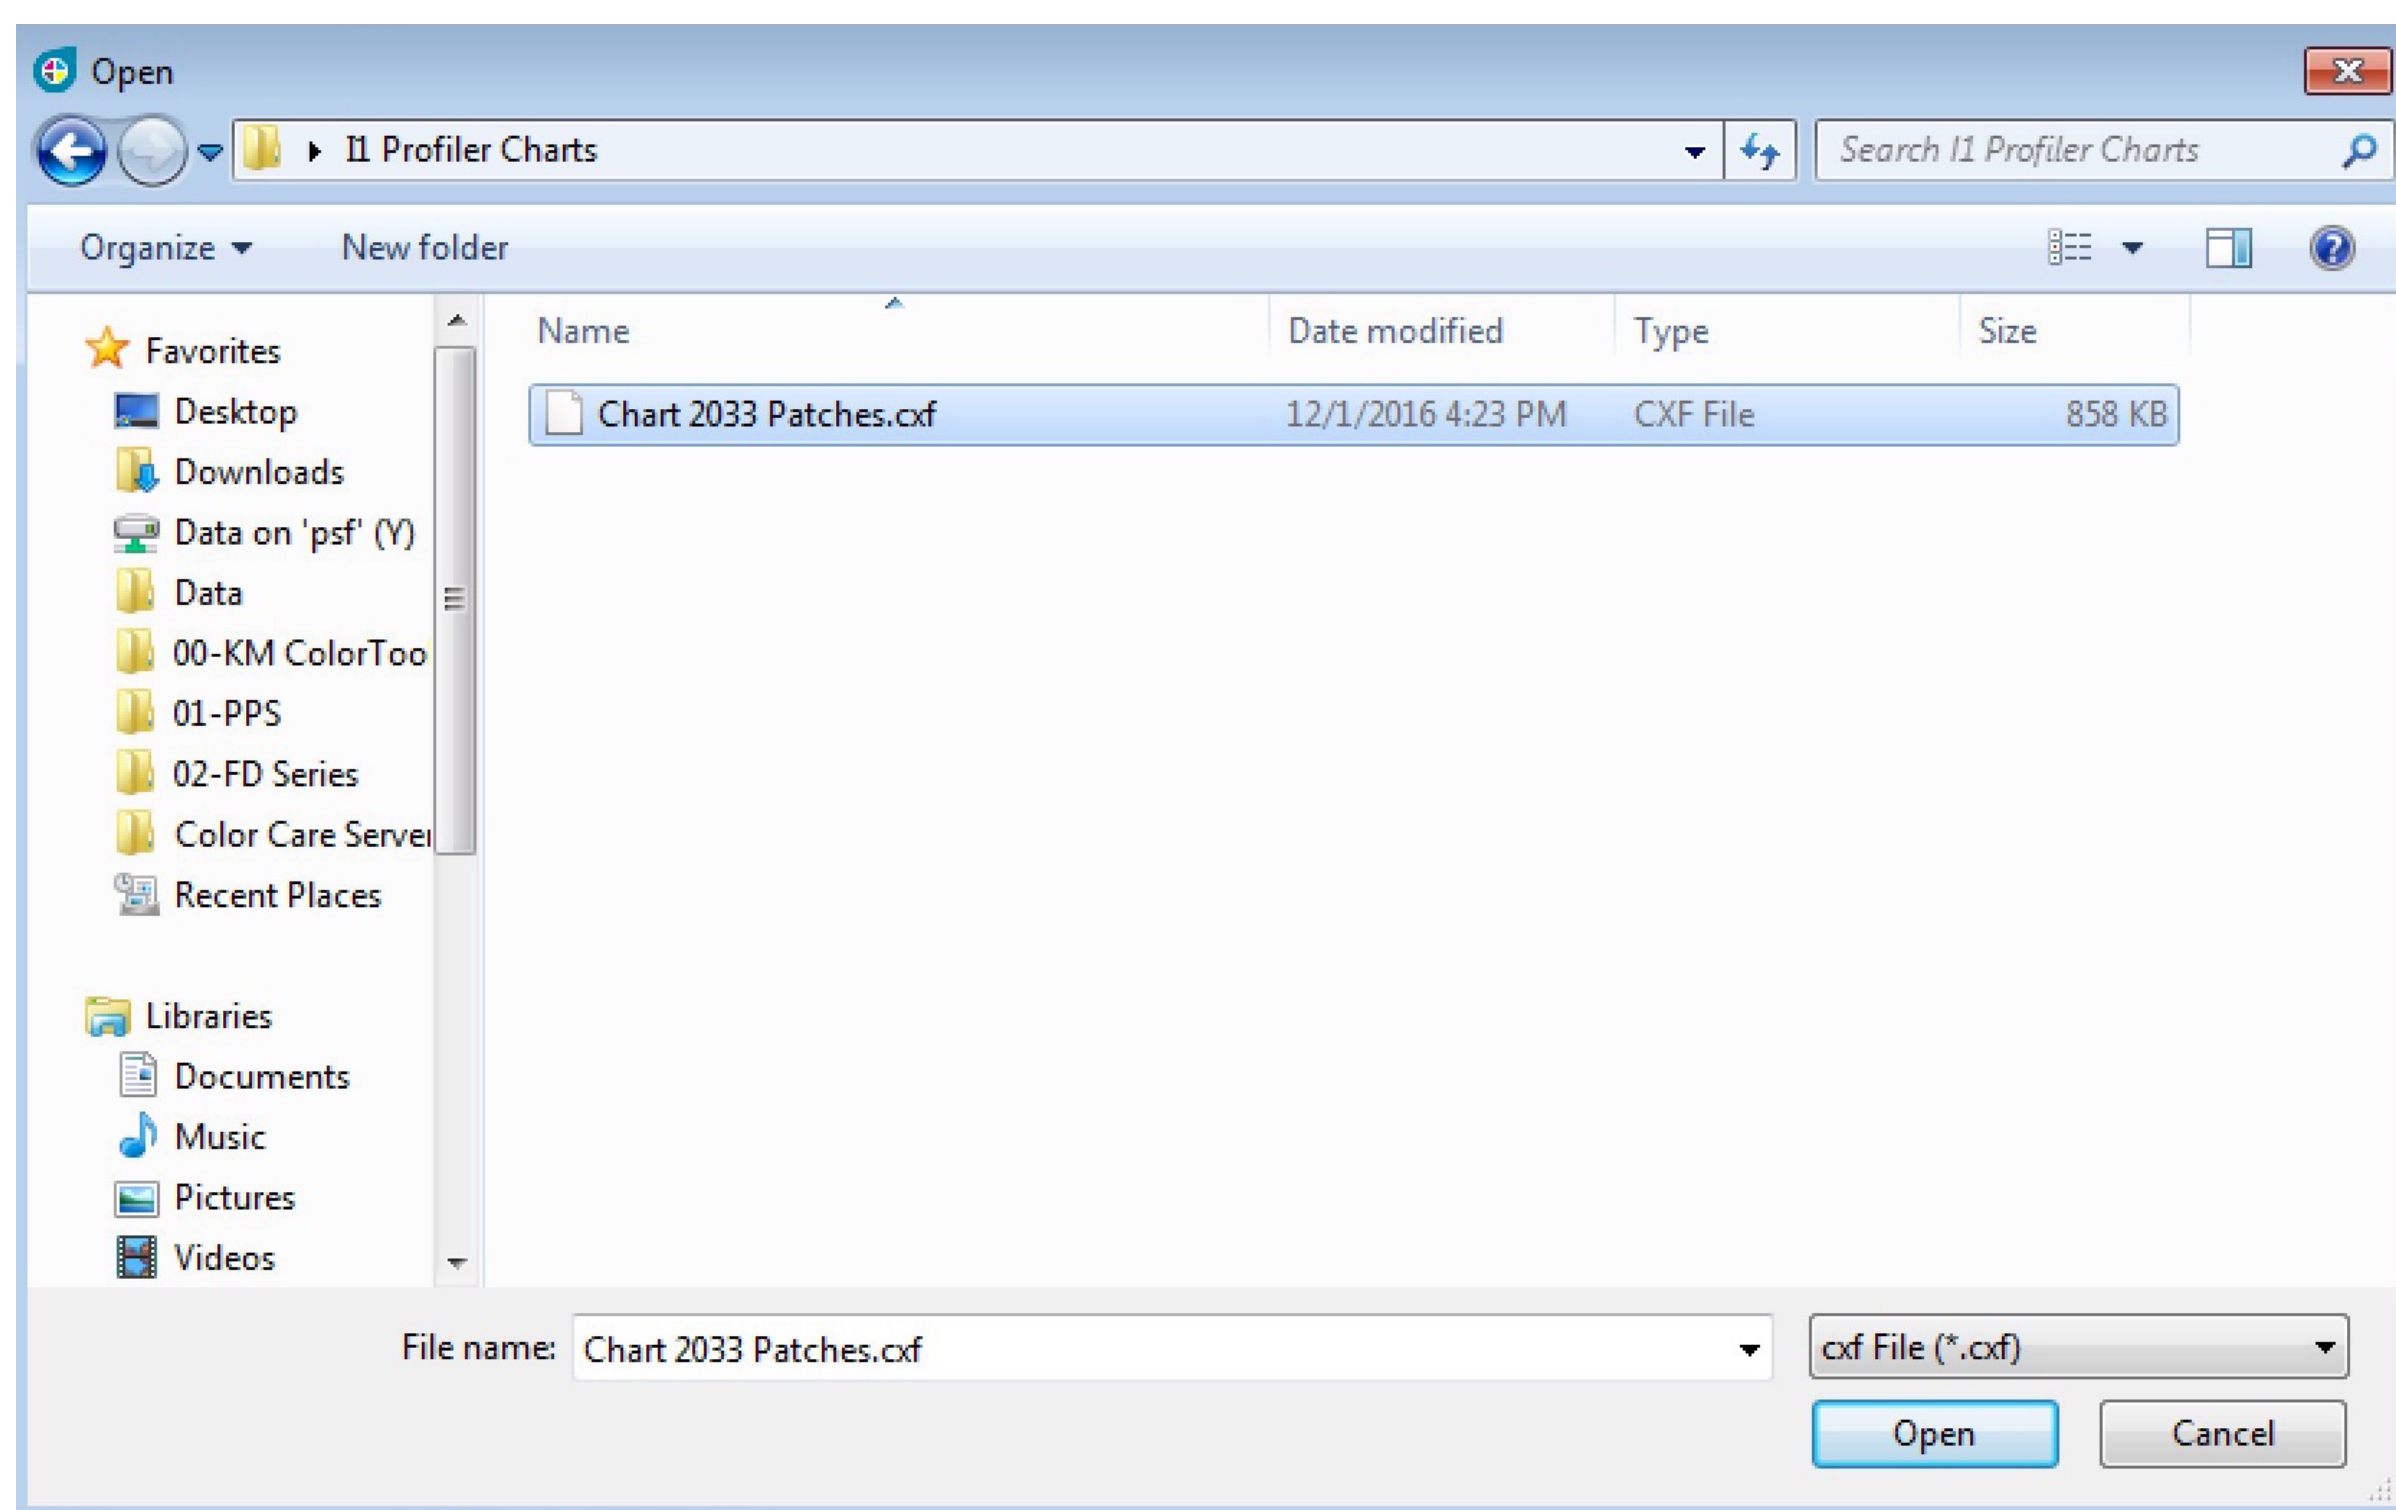 Open
I1 Profiler Charts
Search I1 Profiler Charts
Organize
New folder
Name
Date modified
Type
Size
Favorites
Desktop
Downloads
Data on 'psf' (Y)
Data
00-KM ColorToo
01-PPS
02-FD Series
Color Care Server
Recent Places
Libraries
Documents
Music
Pictures
Videos
Chart 2033 Patches.cxf
12/1/2016 4:23 PM
CXF File
858 KB
File name: Chart 2033 Patches.cxf
cxf File (*.cxf)
Open
Cancel